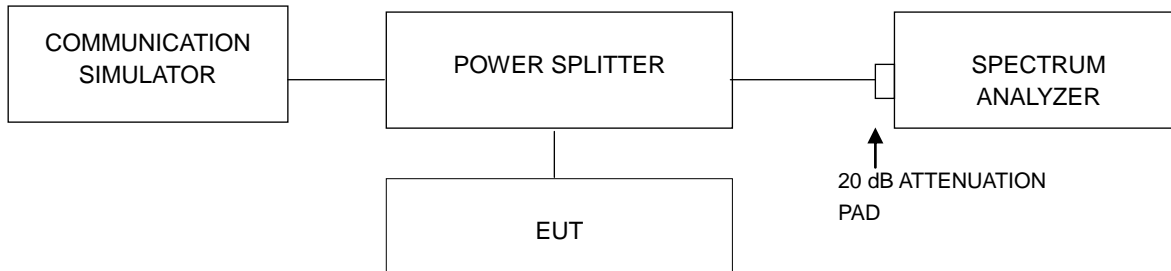 COMMUNICATION
SIMULATOR
POWER SPLITTER
SPECTRUM
ANALYZER
20 dB ATTENUATION
PAD
EUT